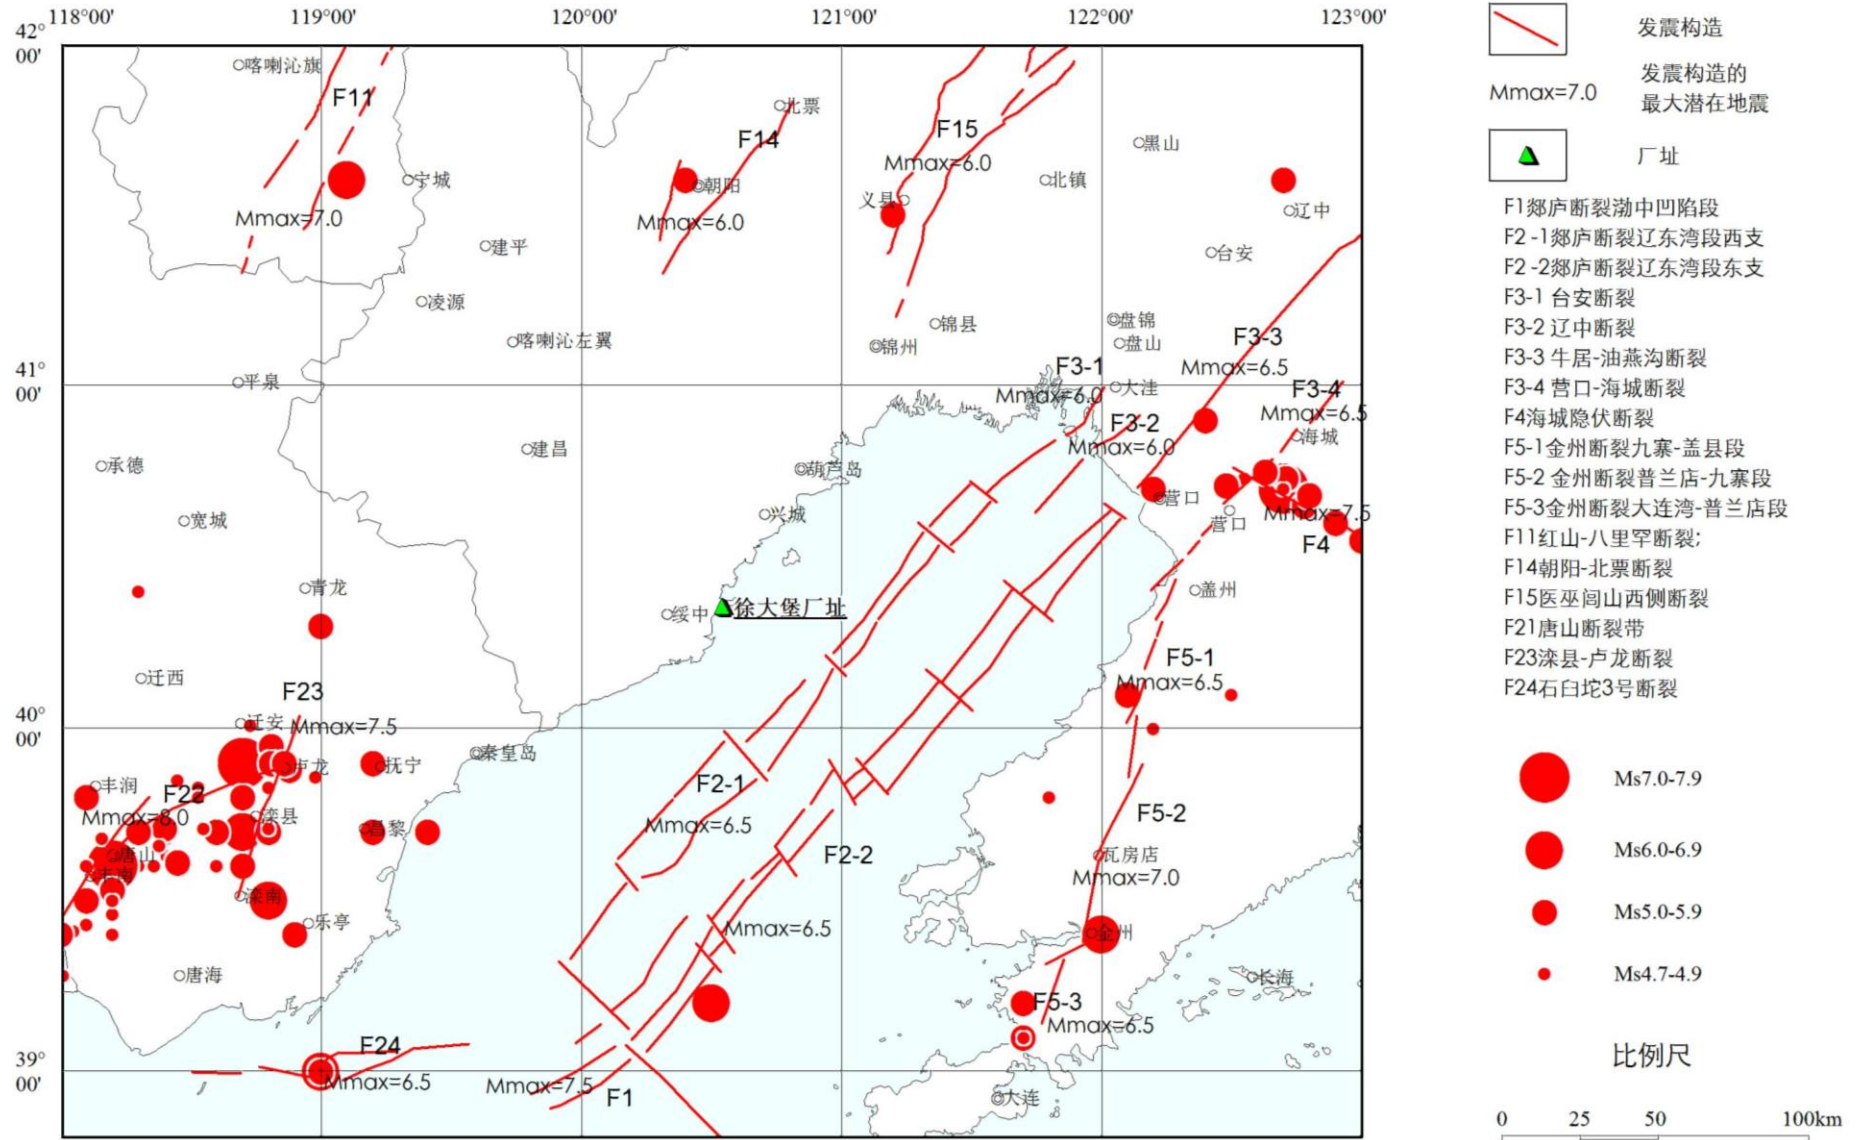 118°00'
119°00'
120°00'
121°00'
122°00'
123°00'
42°
00'
41°
00'
40°
00'
39°
00'
喀喇沁旗
F11
宁城
Mmax=7.0
建平
凌源
喀喇沁左翼
平泉
北票
F14
朝阳
Mmax=6.0
F15
Mmax=6.0
义县
黑山
北镇
辽中
台安
锦县
锦州
盘锦
盘山
大洼
F3-1
Mmax=6.0
F3-2
Mmax=6.0
F3-3
Mmax=6.5
F3-4
Mmax=6.5
海城
Mmax=7.5
F4
营口
营口
盖州
承德
建昌
葫芦岛
兴城
宽城
青龙
绥中
徐大堡厂址
迁西
F23
迁安
Mmax=7.5
卢龙
抚宁
秦皇岛
丰润
F22
Mmax=8.0
滦县
昌黎
唐山
丰南
滦南
乐亭
唐海
F5-1
Mmax=6.5
F5-2
瓦房店
Mmax=7.0
金州
F5-3
Mmax=6.5
长海
大连
F2-1
Mmax=6.5
F2-2
Mmax=6.5
F24
Mmax=6.5
Mmax=7.5
F1
发震构造
Mmax=7.0
发震构造的
最大潜在地震
厂址
F1郯庐断裂渤中凹陷段
F2-1郯庐断裂辽东湾段西支
F2-2郯庐断裂辽东湾段东支
F3-1 台安断裂
F3-2 辽中断裂
F3-3 牛居-油燕沟断裂
F3-4 营口-海城断裂
F4海城隐伏断裂
F5-1金州断裂九寨-盖县段
F5-2 金州断裂普兰店-九寨段
F5-3金州断裂大连湾-普兰店段
F11红山-八里罕断裂;
F14朝阳-北票断裂
F15医巫闾山西侧断裂
F21唐山断裂带
F23滦县-卢龙断裂
F24石臼坨3号断裂
Ms7.0-7.9
Ms6.0-6.9
Ms5.0-5.9
Ms4.7-4.9
比例尺
0 25 50 100km